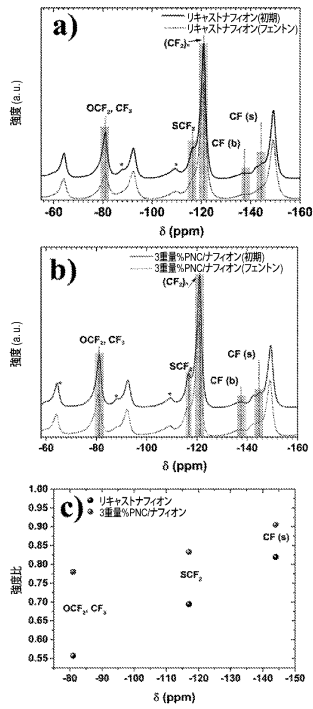 a)
リキャストナフィオン(初期)
リキャストナフィオン(フェントン)
(CF₂)ₙ
OCF₂, CF₃
SCF₂
CF (b)
CF (s)
*
*
強度 (a.u.)
-60 -80 -100 -120 -140 -160
δ (ppm)
b)
3重量%PNC/ナフィオン(初期)
3重量%PNC/ナフィオン(フェントン)
(CF₂)ₙ
OCF₂, CF₃
SCF₂
CF (b)
CF (s)
*
*
*
強度 (a.u.)
-60 -80 -100 -120 -140 -160
δ (ppm)
c)
リキャストナフィオン
3重量%PNC/ナフィオン
CF (s)
SCF₂
OCF₂, CF₃
強度比
1.00
0.95
0.90
0.85
0.80
0.75
0.70
0.65
0.60
0.55
-80 -90 -100 -110 -120 -130 -140 -150
δ (ppm)